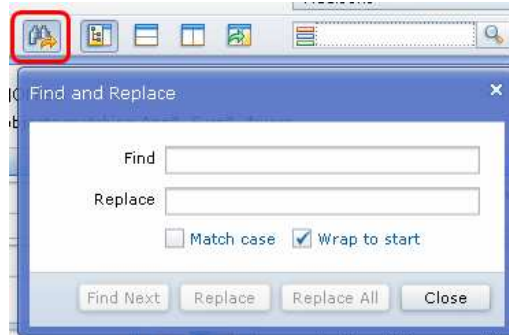 Find and Replace
Find
Replace
Match case Wrap to start
Find Next Replace Replace All Close